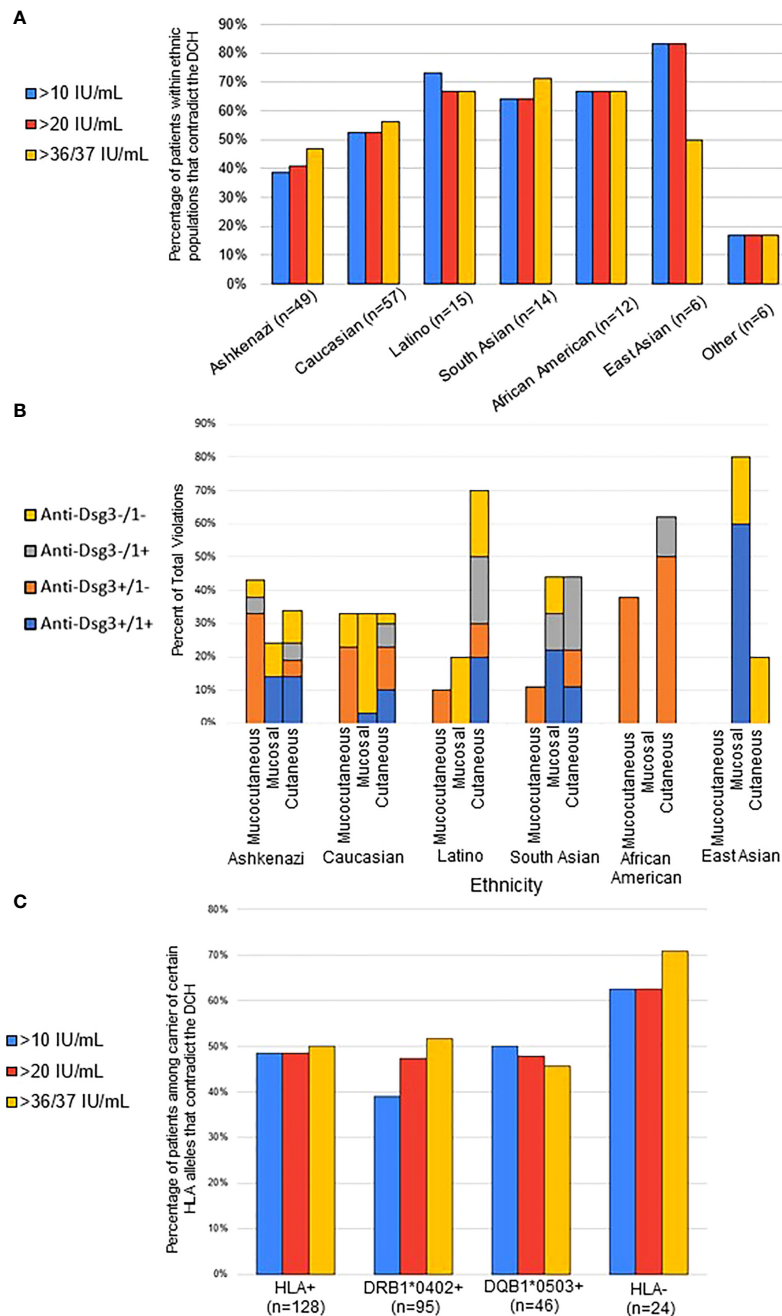 A
>10 IU/mL
>20 IU/mL
>36/37 IU/mL
Percentage of patients within ethnic
populations that contradict the DCH
90%
80%
70%
60%
50%
40%
30%
20%
10%
0%
Ashkenazi (n=49)
Caucasian (n=57)
Latino (n=15)
South Asian (n=14)
African American (n=12)
East Asian (n=6)
Other (n=6)
B
Anti-Dsg3-/1-
Anti-Dsg3-/1+
Anti-Dsg3+/1-
Anti-Dsg3+/1+
Percent of Total Violations
90%
80%
70%
60%
50%
40%
30%
20%
10%
0%
Mucocutaneous
Mucosal
Cutaneous
Mucocutaneous
Mucosal
Cutaneous
Mucocutaneous
Mucosal
Cutaneous
Mucocutaneous
Mucosal
Cutaneous
Mucocutaneous
Mucosal
Cutaneous
Mucocutaneous
Mucosal
Cutaneous
Ashkenazi
Caucasian
Latino
South Asian
African
American
East Asian
Ethnicity
C
>10 IU/mL
>20 IU/mL
>36/37 IU/mL
Percentage of patients among carrier of certain
HLA alleles that contradict the DCH
80%
70%
60%
50%
40%
30%
20%
10%
0%
HLA+
(n=128)
DRB1*0402+
(n=95)
DQB1*0503+
(n=46)
HLA-
(n=24)